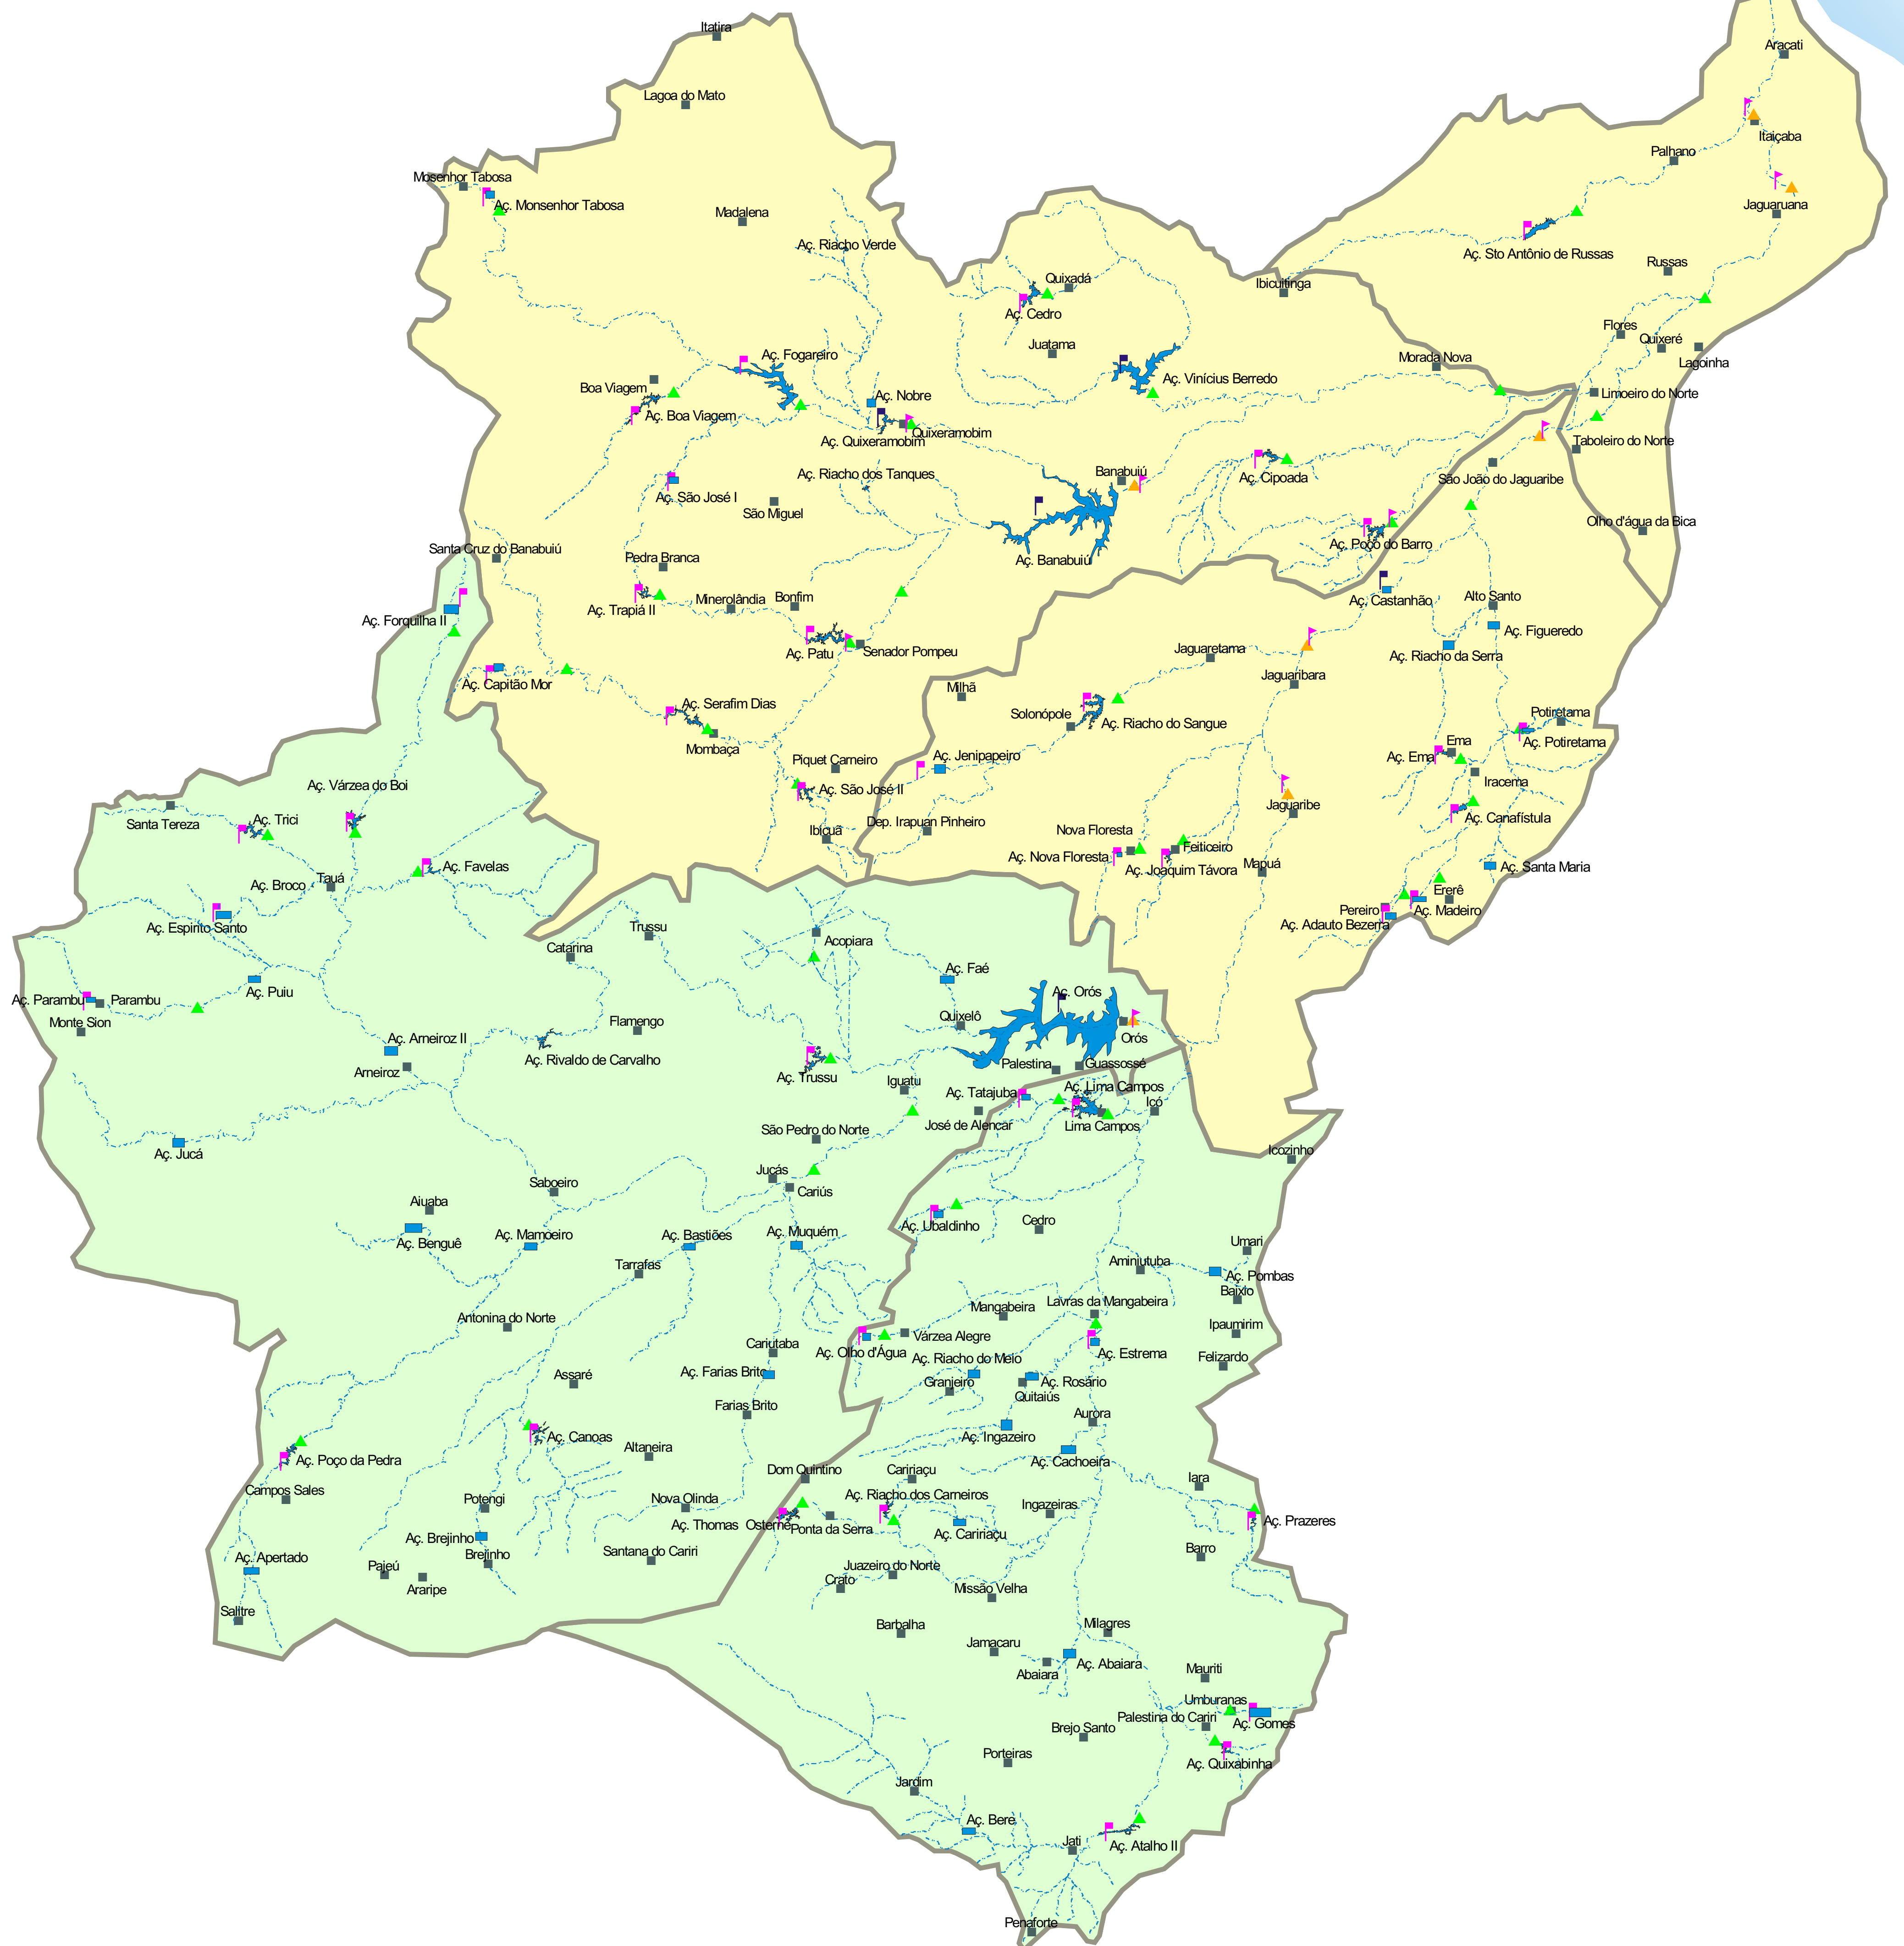 Itatira
Aracati
Lagoa do Mato
Itaiçaba
Palhano
Mosenhor Tabosa
Aç. Monsenhor Tabosa
Madalena
Jaguaruana
Aç. Riacho Verde
Aç. Sto Antônio de Russas
Russas
Quixadá
Ibicuitinga
Aç. Cedro
Flores
Quixeré
Lagoinha
Juatama
Aç. Fogareiro
Morada Nova
Boa Viagem
Aç. Vinícius Berredo
Aç. Nobre
Limoeiro do Norte
Aç. Boa Viagem
Aç. Quixeramobim
Quixeramobim
Taboleiro do Norte
Aç. Riacho dos Tanques
Banabuiú
Aç. Cipoada
São João do Jaguaribe
Aç. São José I
São Miguel
Olho d'água da Bica
Santa Cruz do Banabuiú
Pedra Branca
Aç. Banabuiú
Aç. Poço do Barro
Aç. Trapiá II
Minerolândia
Bonfim
Aç. Castanhão
Alto Santo
Aç. Forquilha II
Aç. Figueredo
Aç. Patu
Senador Pompeu
Jaguaretama
Aç. Riacho da Serra
Aç. Capitão Mor
Jaguaribara
Milhã
Aç. Serafim Dias
Solonópole
Aç. Riacho do Sangue
Potiretama
Mombaça
Ema
Aç. Potiretama
Aç. Ema
Piquet Carneiro
Aç. Jenipapeiro
Iracema
Aç. Várzea do Boi
Aç. São José II
Jaguaribe
Santa Tereza
Aç. Trici
Dep. Irapuan Pinheiro
Aç. Canafístula
Ibicuã
Nova Floresta
Feiticeiro
Aç. Nova Floresta
Mapuá
Aç. Favelas
Aç. Joaquim Távora
Aç. Santa Maria
Aç. Broco
Tauá
Ererê
Pereiro
Aç. Madeiro
Aç. Espirito Santo
Aç. Adauto Bezerra
Trussu
Acopiara
Catarina
Aç. Faé
Aç. Puiu
Aç. Orós
Aç. Parambu
Parambu
Monte Sion
Flamengo
Quixelô
Orós
Aç. Arneiroz II
Aç. Rivaldo de Carvalho
Palestina
Guassossé
Arneiroz
Aç. Trussu
Iguatu
Aç. Tatajuba
Aç. Lima Campos
Icó
José de Alencar
Lima Campos
São Pedro do Norte
Aç. Jucá
Icozinho
Jucás
Saboeiro
Cariús
Aiuaba
Aç. Ubaldinho
Cedro
Aç. Benguê
Aç. Mamoeiro
Aç. Bastiões
Aç. Muquém
Umari
Tarrafas
Aminiutuba
Aç. Pombas
Baixio
Antonina do Norte
Mangabeira
Lavras da Mangabeira
Ipaumirim
Cariutaba
Várzea Alegre
Aç. Olho d'Água
Aç. Riacho do Meio
Aç. Estrema
Felizardo
Assaré
Aç. Farias Brito
Granjeiro
Aç. Rosário
Quitaiús
Farias Brito
Aurora
Aç. Canoas
Altaneira
Aç. Ingazeiro
Aç. Poço da Pedra
Aç. Cachoeira
Dom Quintino
Caririaçu
Iara
Campos Sales
Potengi
Nova Olinda
Aç. Riacho dos Carneiros
Ingazeiras
Aç. Thomas Osterne
Ponta da Serra
Aç. Prazeres
Aç. Brejinho
Aç. Caririaçu
Aç. Apertado
Brejinho
Santana do Cariri
Barro
Pajeú
Juazeiro do Norte
Araripe
Crato
Missão Velha
Salitre
Barbalha
Milagres
Jamacaru
Abaiara
Aç. Abaiara
Mauriti
Umburanas
Palestina do Cariri
Aç. Gomes
Brejo Santo
Porteiras
Aç. Quixabinha
Jardim
Aç. Bere
Jati
Aç. Atalho II
Penaforte